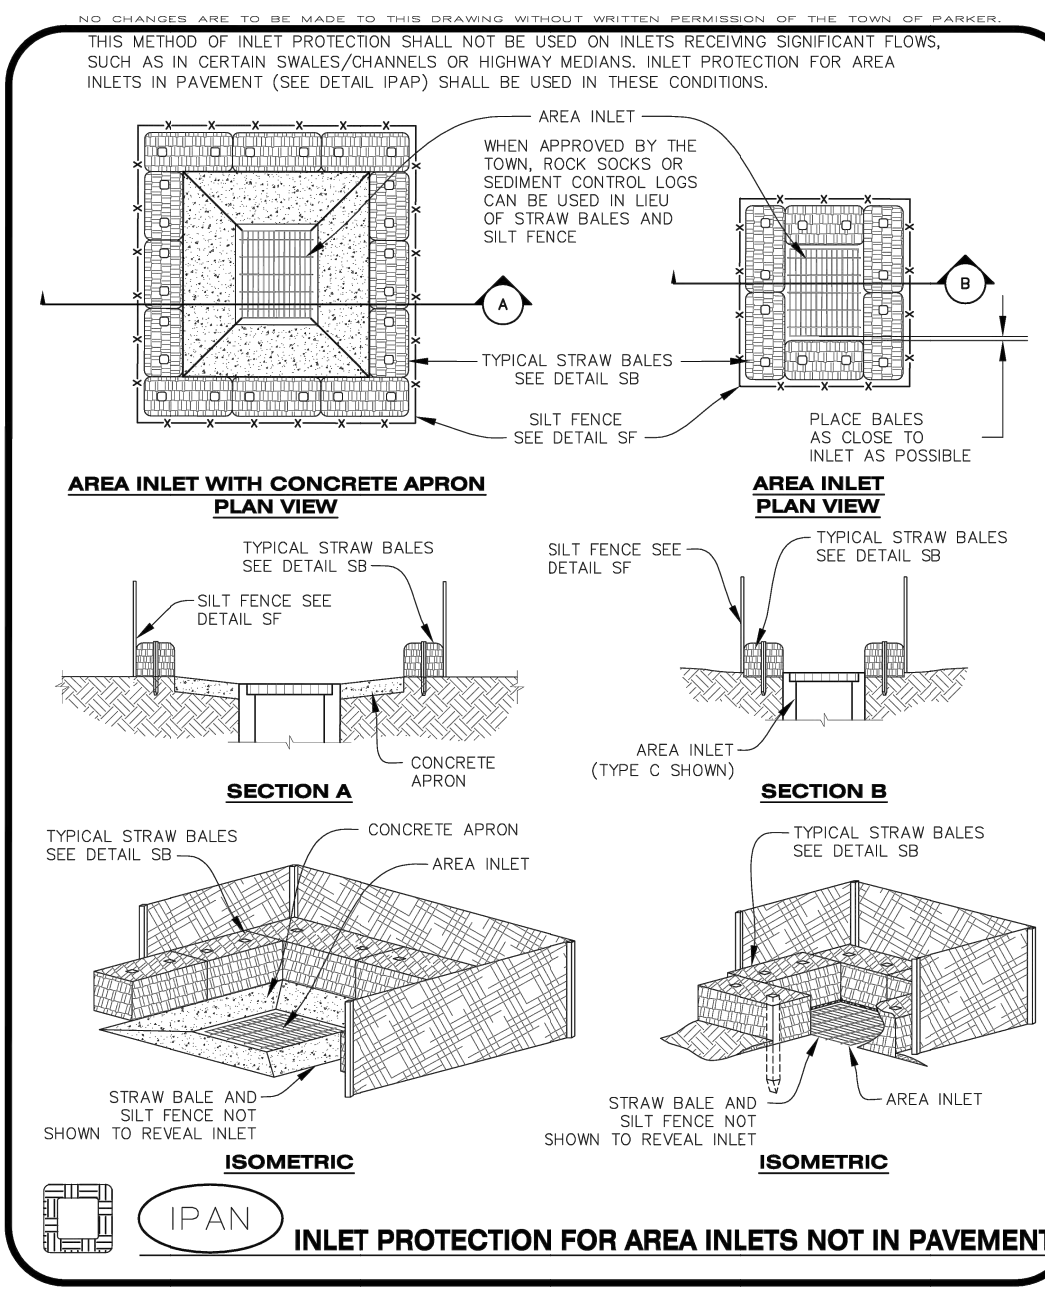 NO CHANGES ARE TO BE MADE TO THIS DRAWING WITHOUT WRITTEN PERMISSION OF THE TOWN OF PARKER.
THIS METHOD OF INLET PROTECTION SHALL NOT BE USED ON INLETS RECEIVING SIGNIFICANT FLOWS,
SUCH AS IN CERTAIN SWALES/CHANNELS OR HIGHWAY MEDIANS. INLET PROTECTION FOR AREA
INLETS IN PAVEMENT (SEE DETAIL IPAP) SHALL BE USED IN THESE CONDITIONS.
AREA INLET
WHEN APPROVED BY THE
TOWN, ROCK SOCKS OR
SEDIMENT CONTROL LOGS
CAN BE USED IN LIEU
OF STRAW BALES AND
SILT FENCE
A
B
TYPICAL STRAW BALES
SEE DETAIL SB
SILT FENCE
SEE DETAIL SF
PLACE BALES
AS CLOSE TO
INLET AS POSSIBLE
AREA INLET WITH CONCRETE APRON
PLAN VIEW
AREA INLET
PLAN VIEW
TYPICAL STRAW BALES
SEE DETAIL SB
SILT FENCE SEE
DETAIL SF
CONCRETE
APRON
SECTION A
SILT FENCE SEE
DETAIL SF
TYPICAL STRAW BALES
SEE DETAIL SB
AREA INLET
(TYPE C SHOWN)
SECTION B
TYPICAL STRAW BALES
SEE DETAIL SB
CONCRETE APRON
AREA INLET
STRAW BALE AND
SILT FENCE NOT
SHOWN TO REVEAL INLET
ISOMETRIC
TYPICAL STRAW BALES
SEE DETAIL SB
STRAW BALE AND
SILT FENCE NOT
SHOWN TO REVEAL INLET
AREA INLET
ISOMETRIC
IPAN
INLET PROTECTION FOR AREA INLETS NOT IN PAVEMENT